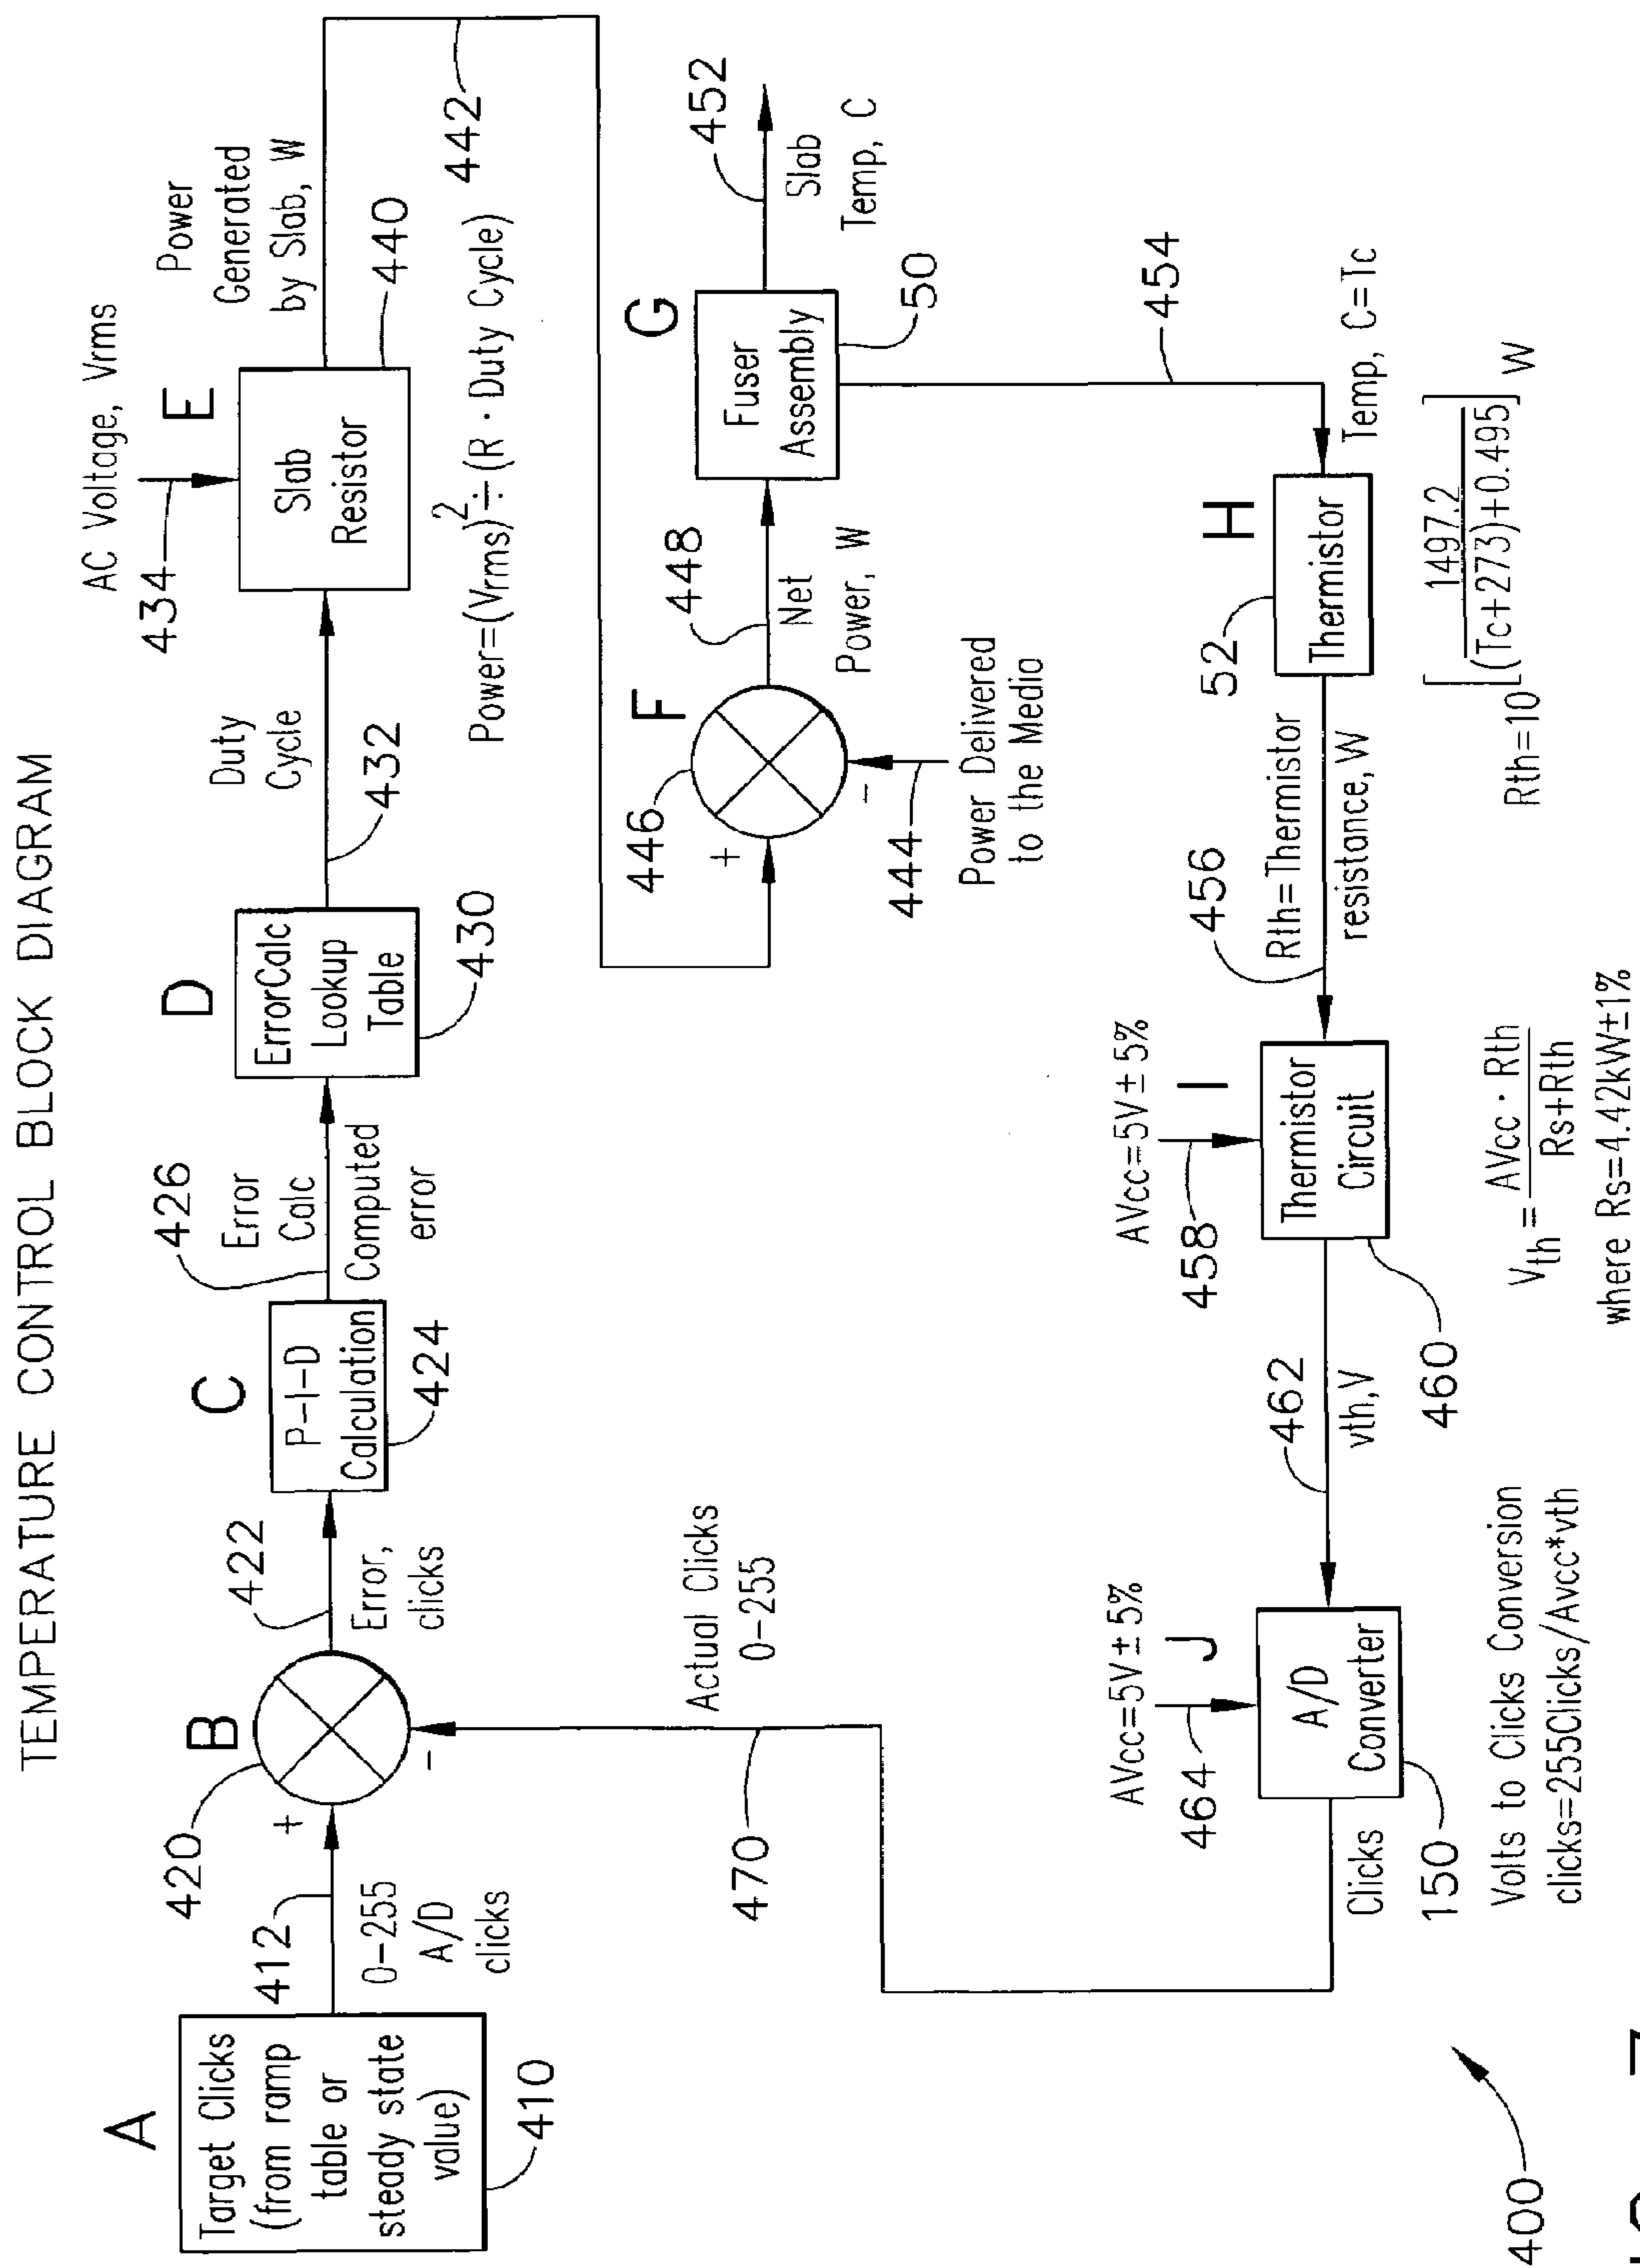 TEMPERATURE CONTROL BLOCK DIAGRAM
A
Target Clicks
(from ramp
table or
steady state
value)
410
412
0-255
A/D
clicks
B
420
+
-
422
Error,
clicks
C
P-I-D
Calculation
424
426
Error
Calc
Computed
error
D
ErrorCalc
Lookup
Table
430
Duty
Cycle
432
AC Voltage, Vrms
434
E
Slab
Resistor
440
Power
Generated
by Slab, W
442
Power=(Vrms)²÷(R·Duty Cycle)
F
446
+
-
444
Power Delivered
to the Media
448
Net
Power, W
G
Fuser
Assembly
50
452
Slab
Temp, C
454
Temp, C=Tc
H
52
Thermistor
Rth=10[1497.2/(Tc+273)+0.495] W
Rth=Thermistor
resistance, W
456
AVcc=5V±5%
458
I
Thermistor
Circuit
460
Vth=AVcc·Rth
Rs+Rth
where Rs=4.42kW±1%
462
vth,V
AVcc=5V±5%
464
J
A/D
Converter
150
Clicks
Volts to Clicks Conversion
clicks=255Clicks/Avcc*vth
470
Actual Clicks
0-255
400